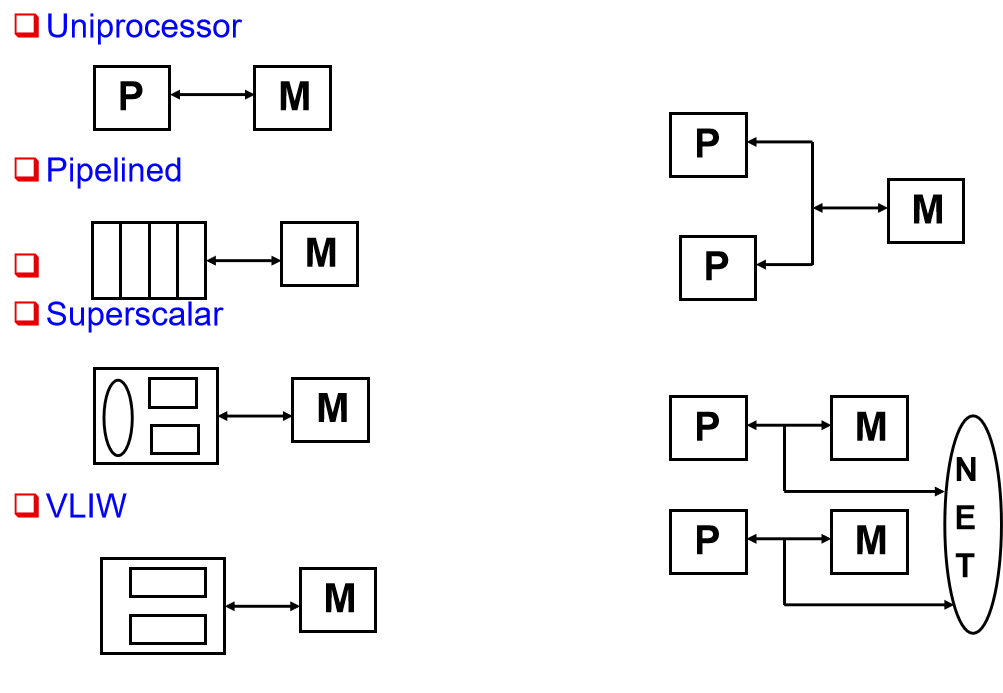 Uniprocessor
P M
Pipelined
M
Superscalar
M
VLIW
M
P
M
P
P M
P M
N
E
T